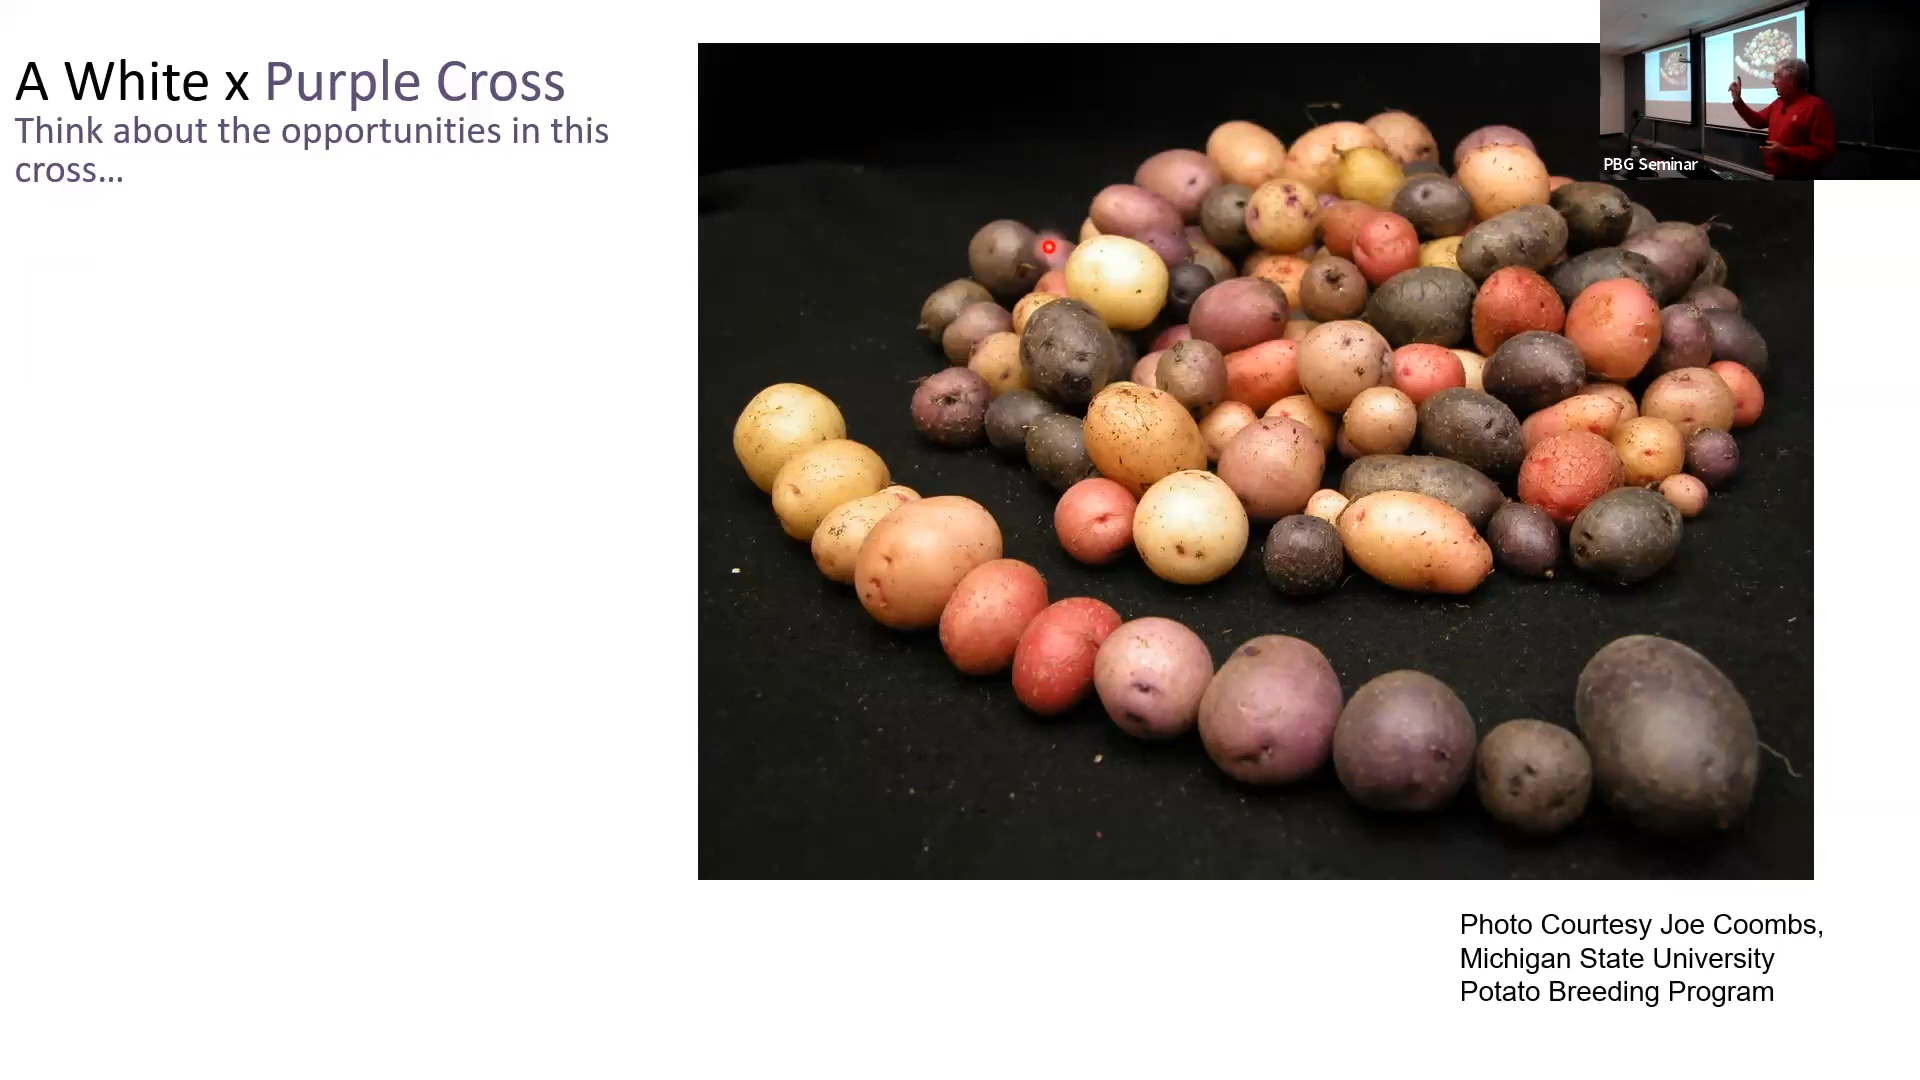 A White x Purple Cross
Think about the opportunities in this
cross…
PBG Seminar
Photo Courtesy Joe Coombs,
Michigan State University
Potato Breeding Program